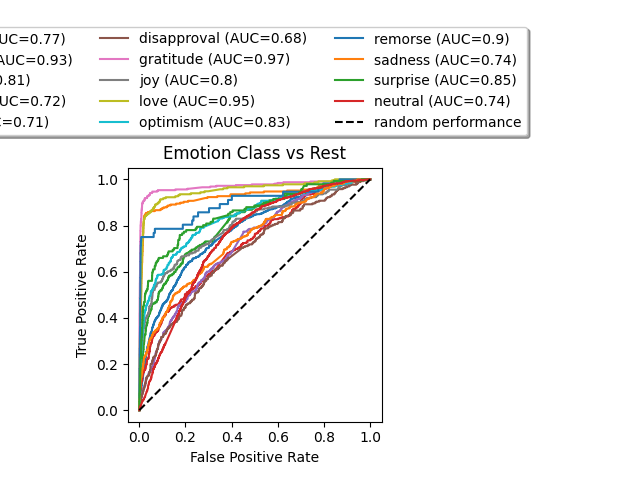 UC=0.77) disapproval (AUC=0.68) remorse (AUC=0.9)
UC=0.93) gratitude (AUC=0.97) sadness (AUC=0.74)
0.81) joy (AUC=0.8) surprise (AUC=0.85)
UC=0.72) love (AUC=0.95) neutral (AUC=0.74)
=0.71) optimism (AUC=0.83) random performance
Emotion Class vs Rest
1.0
0.8
0.6
0.4
0.2
0.0
True Positive Rate
0.0 0.2 0.4 0.6 0.8 1.0
False Positive Rate